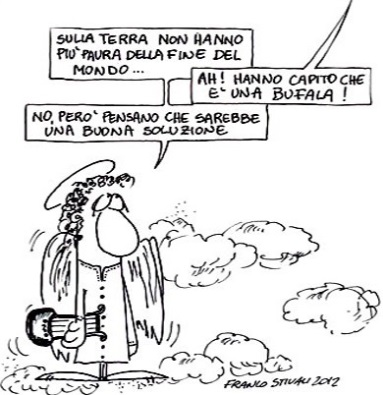 SULLA TERRA NON HANNO
PIU' PAURA DELLA FINE DEL
MONDO...
AH! HANNO CAPITO CHE
E' UNA BUFALA!
NO, PERO' PENSANO CHE SAREBBE
UNA BUONA SOLUZIONE
FRANCO STIVALI 2012